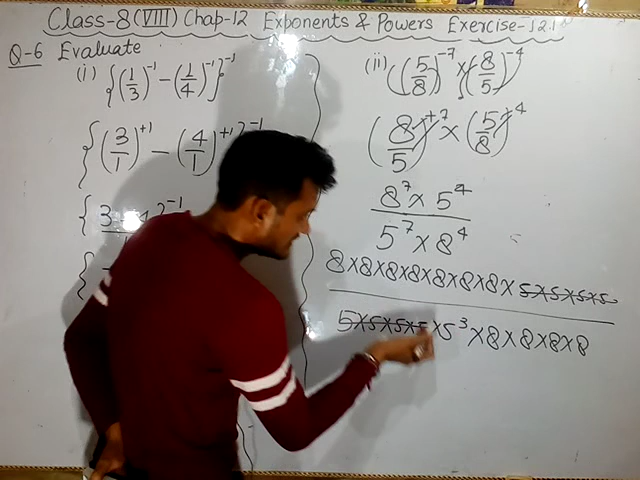 Class-8 (VIII) Chap-12 Exponents & Powers Exercise-12.1
Q-6 Evaluate
(i) {(1/3)^-1 - (1/4)^-1}^-1
{(3/1)^+1 - (4/1)^+1}^-1
{3 - 4}^-1
{
(ii) (5/8)^-7 × (8/5)^-4
(8/5)^+7 × (5/8)^+4
8^7 × 5^4
5^7 × 8^4
8×8×8×8×8×8×8×5×5×5×5
5×5×5×5×5^3×8×8×8×8